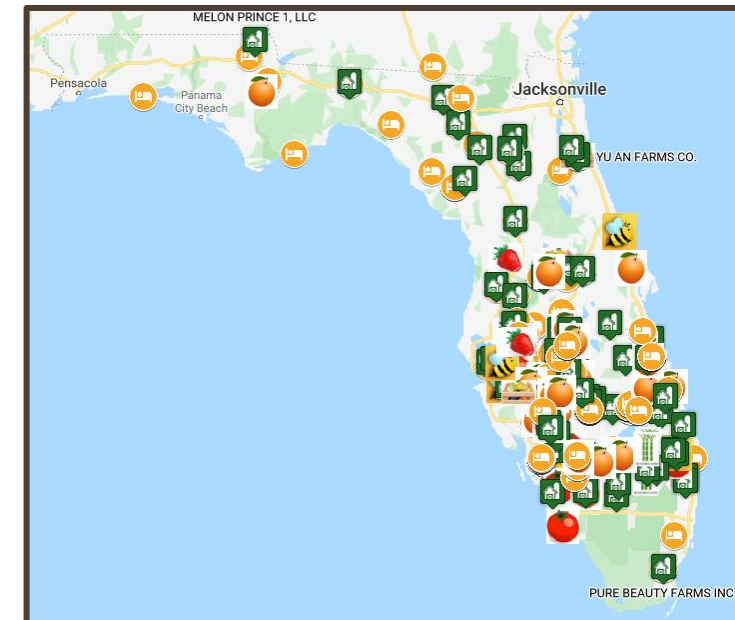 MELON PRINCE 1, LLC
Pensacola
Panama
City Beach
Jacksonville
YU AN FARMS CO.
PURE BEAUTY FARMS INC